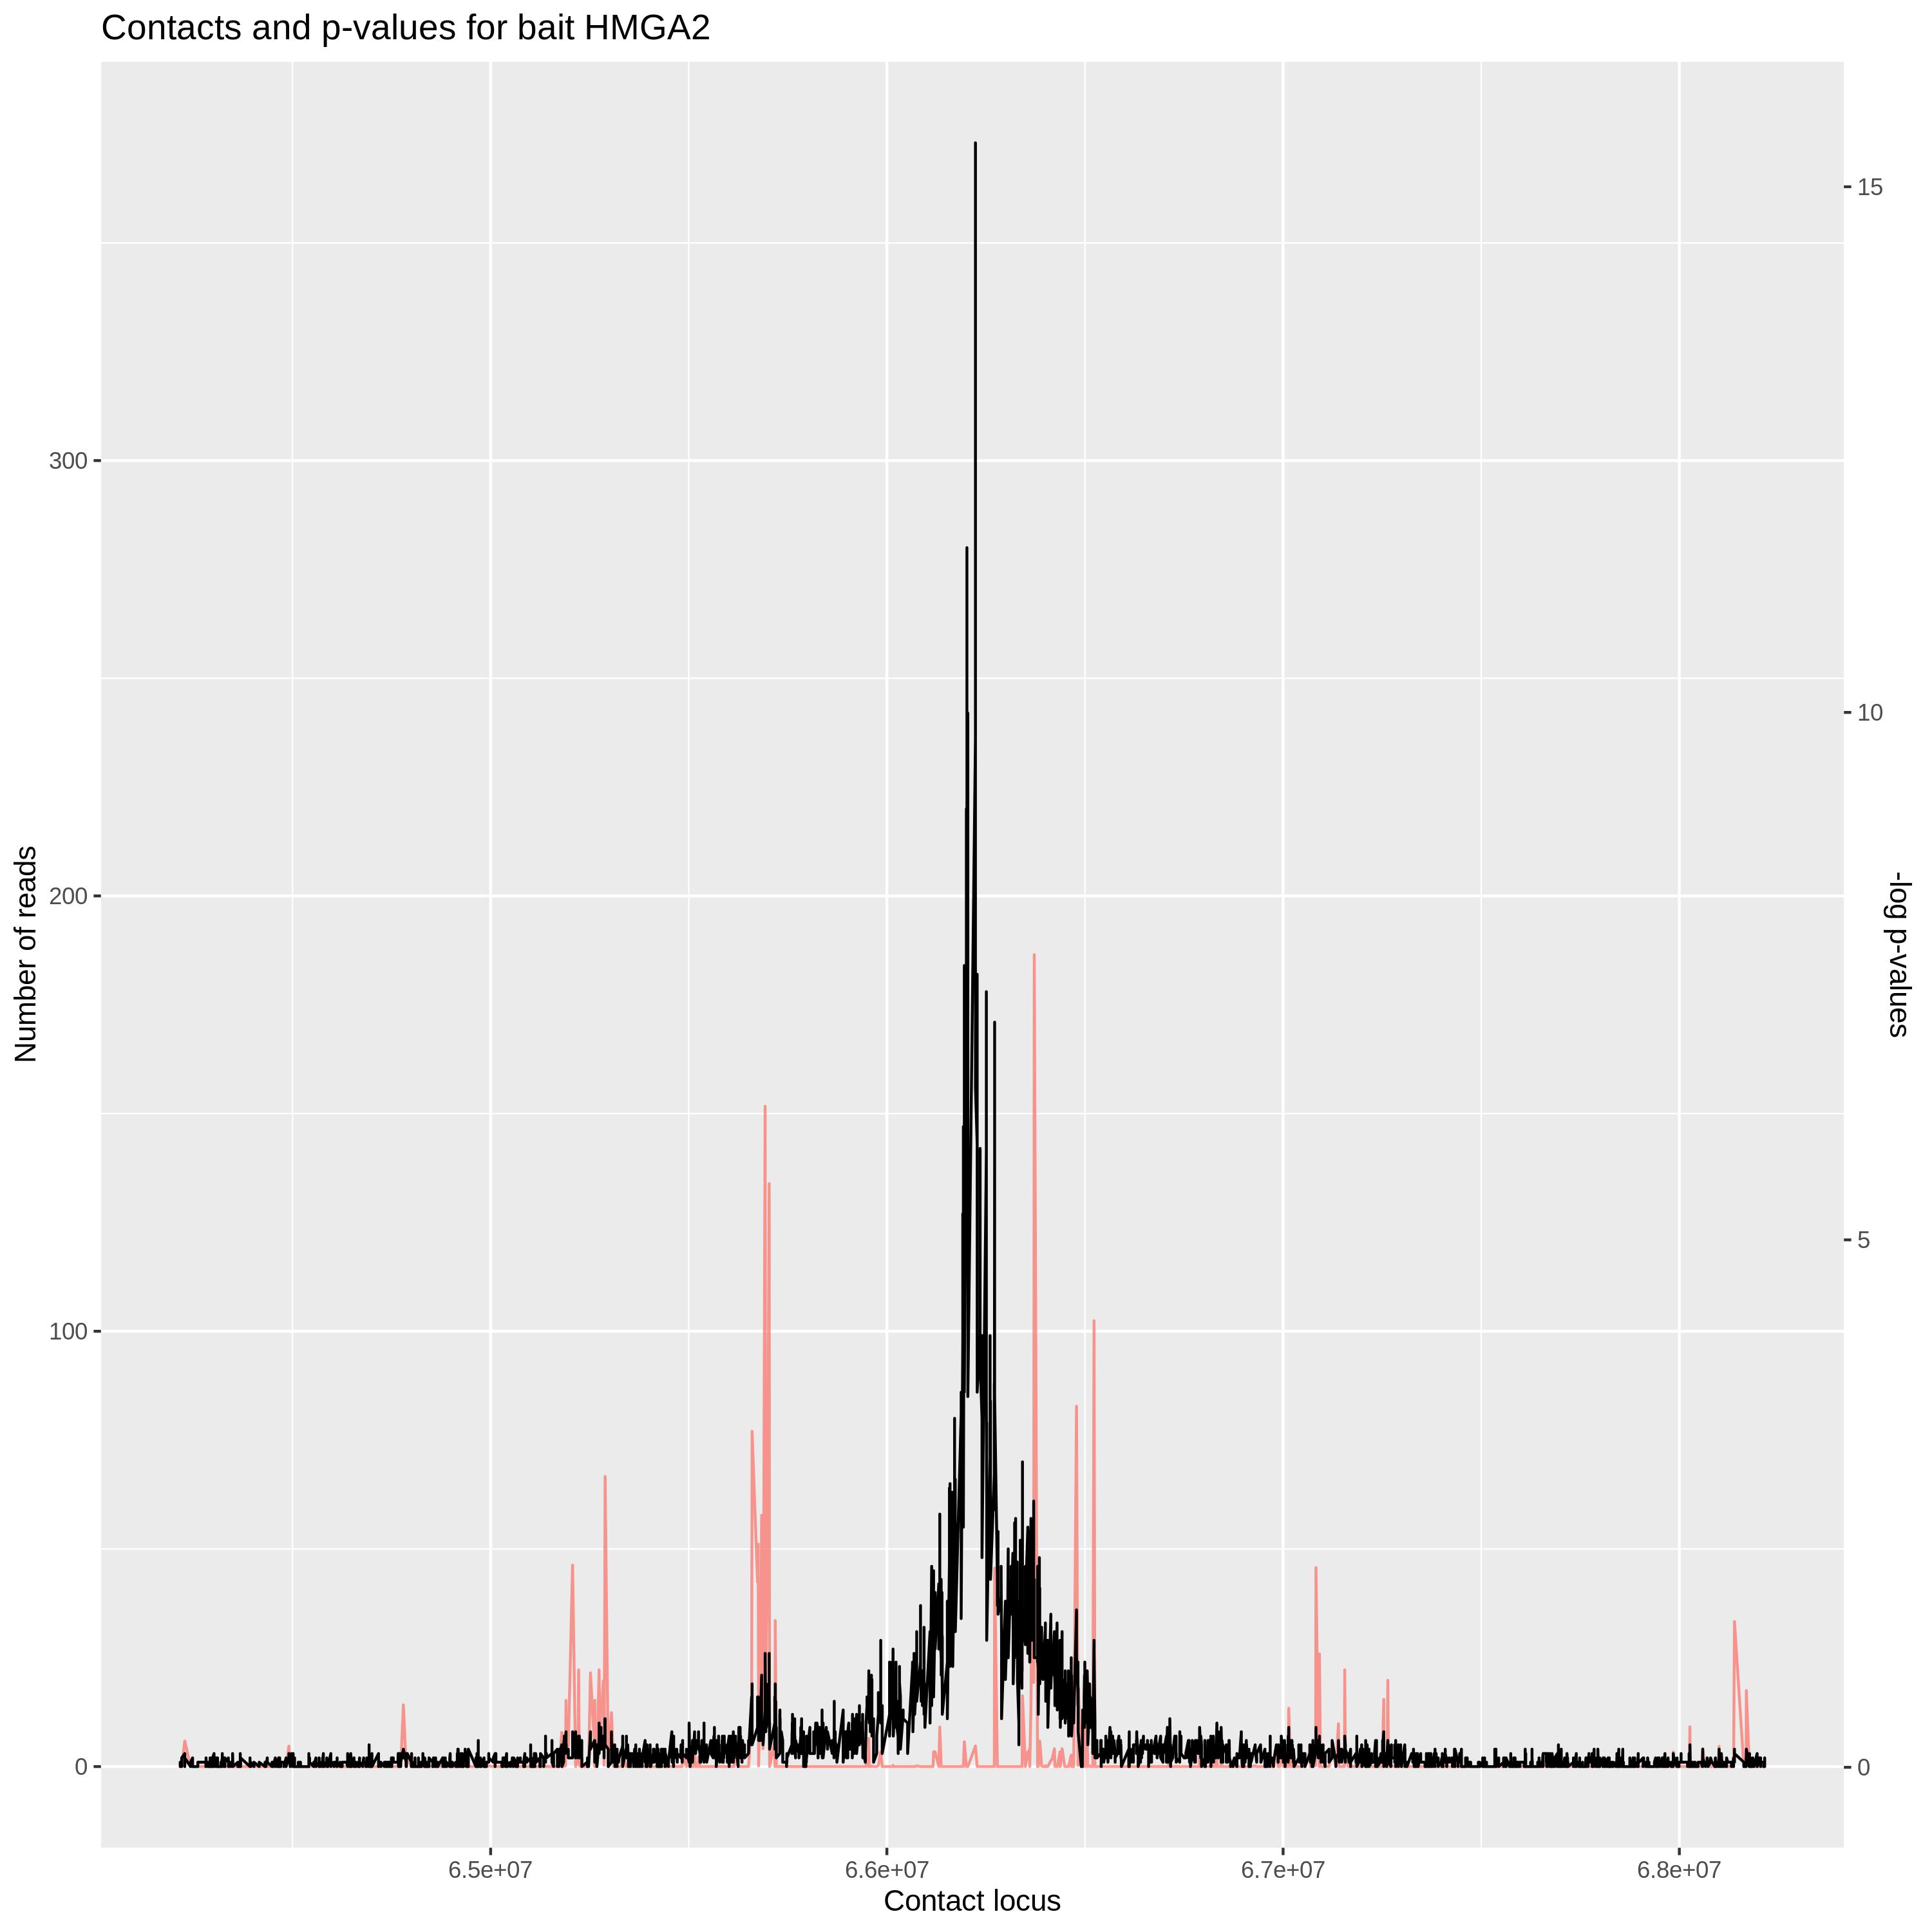 Contacts and p-values for bait HMGA2
15
300
10
200
Number of reads
-log p-values
5
100
0
0
6.5e+07
6.6e+07
6.7e+07
6.8e+07
Contact locus